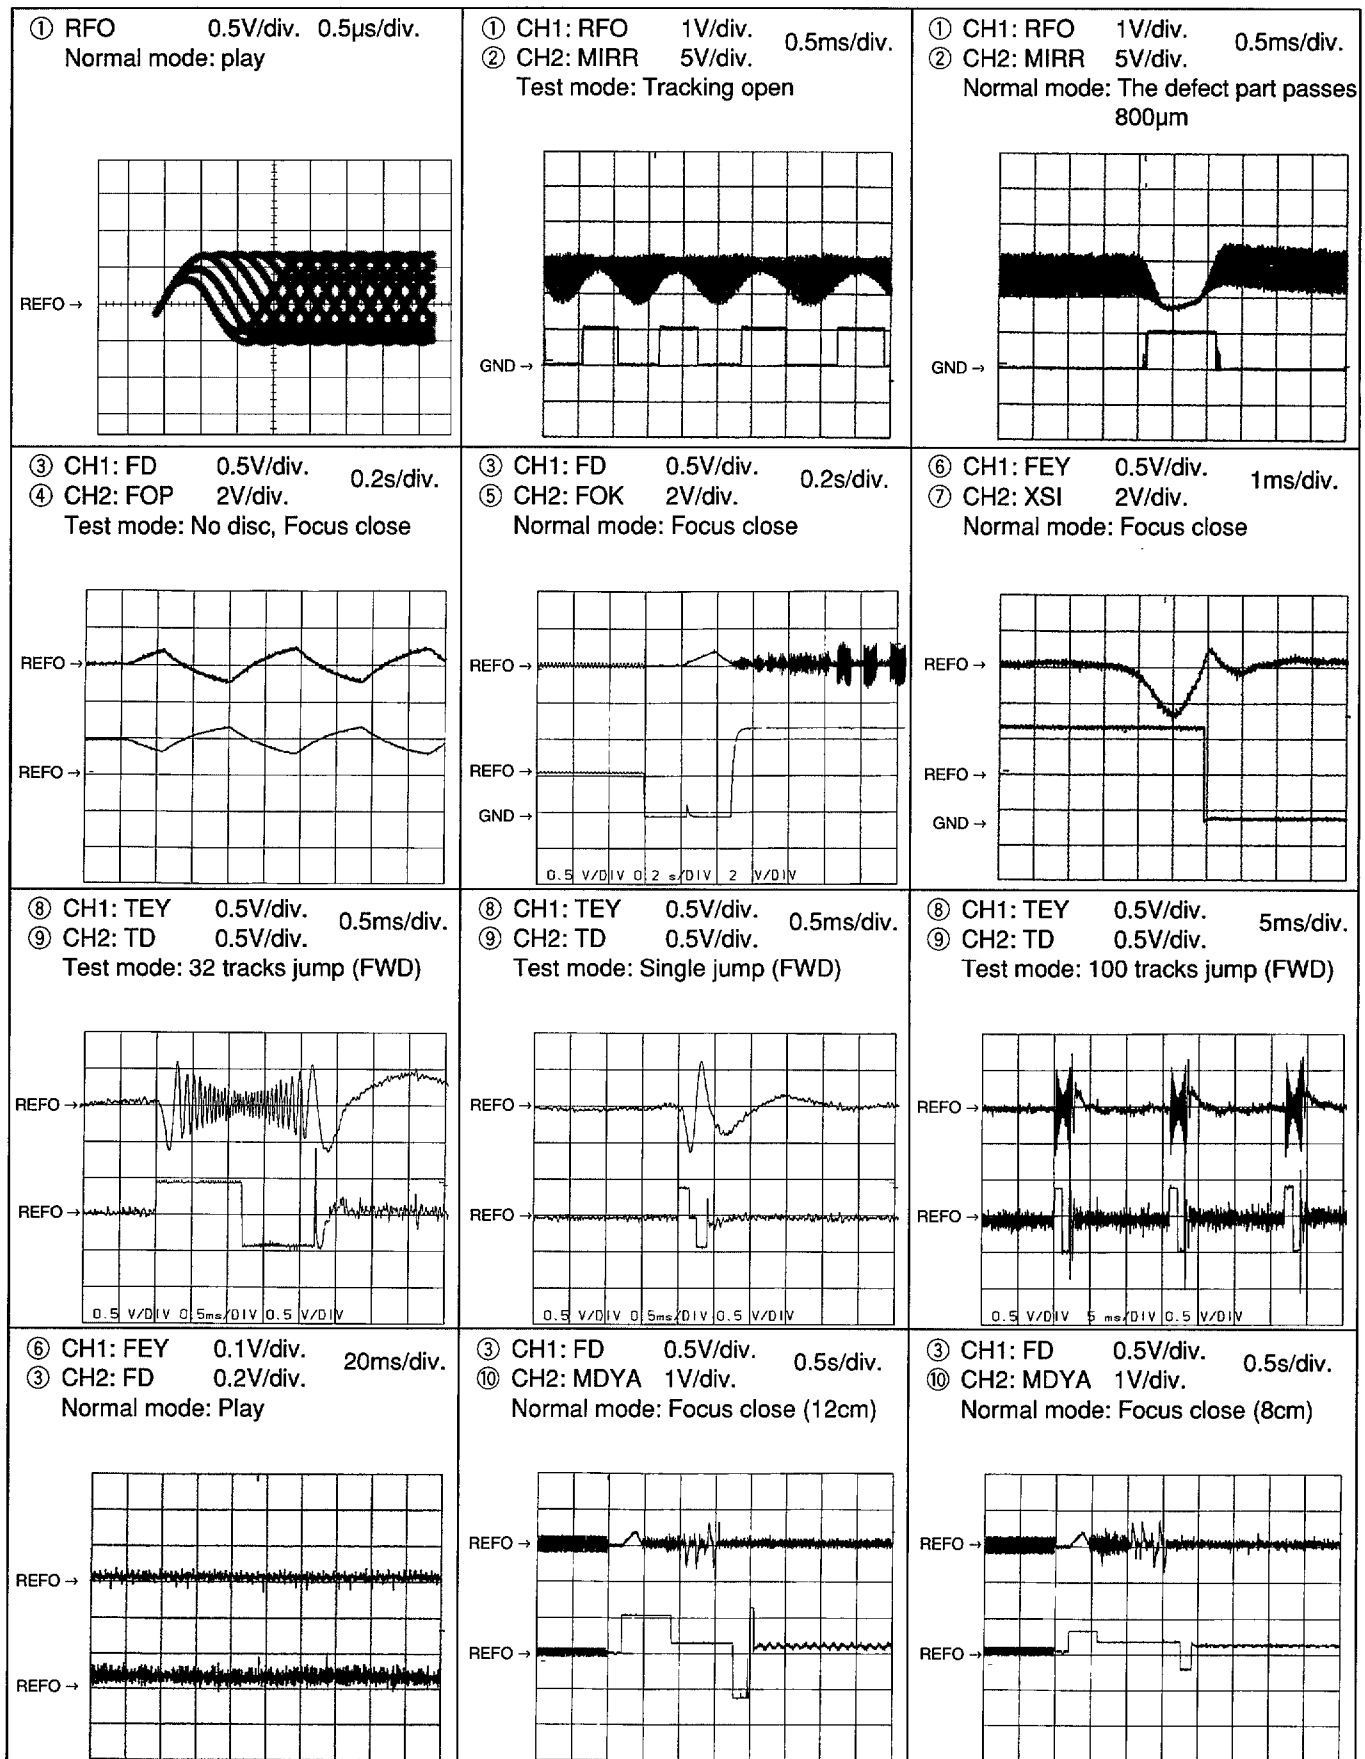 ① RFO 0.5V/div. 0.5µs/div.
Normal mode: play
REFO →
① CH1: RFO 1V/div. 0.5ms/div.
② CH2: MIRR 5V/div.
Test mode: Tracking open
GND →
① CH1: RFO 1V/div. 0.5ms/div.
② CH2: MIRR 5V/div.
Normal mode: The defect part passes
800µm
GND →
③ CH1: FD 0.5V/div. 0.2s/div.
④ CH2: FOP 2V/div.
Test mode: No disc, Focus close
REFO →
REFO →
③ CH1: FD 0.5V/div. 0.2s/div.
⑤ CH2: FOK 2V/div.
Normal mode: Focus close
REFO →
REFO →
GND →
0.5 V/DIV 0.2 s/DIV 2 V/DIV
⑥ CH1: FEY 0.5V/div. 1ms/div.
⑦ CH2: XSI 2V/div.
Normal mode: Focus close
REFO →
REFO →
GND →
⑧ CH1: TEY 0.5V/div. 0.5ms/div.
⑨ CH2: TD 0.5V/div.
Test mode: 32 tracks jump (FWD)
REFO →
REFO →
0.5 V/DIV 0.5ms/DIV 0.5 V/DIV
⑧ CH1: TEY 0.5V/div. 0.5ms/div.
⑨ CH2: TD 0.5V/div.
Test mode: Single jump (FWD)
REFO →
REFO →
0.5 V/DIV 0.5ms/DIV 0.5 V/DIV
⑧ CH1: TEY 0.5V/div. 5ms/div.
⑨ CH2: TD 0.5V/div.
Test mode: 100 tracks jump (FWD)
REFO →
REFO →
0.5 V/DIV 5 ms/DIV 0.5 V/DIV
⑥ CH1: FEY 0.1V/div. 20ms/div.
③ CH2: FD 0.2V/div.
Normal mode: Play
REFO →
REFO →
③ CH1: FD 0.5V/div. 0.5s/div.
⑩ CH2: MDYA 1V/div.
Normal mode: Focus close (12cm)
REFO →
REFO →
③ CH1: FD 0.5V/div. 0.5s/div.
⑩ CH2: MDYA 1V/div.
Normal mode: Focus close (8cm)
REFO →
REFO →